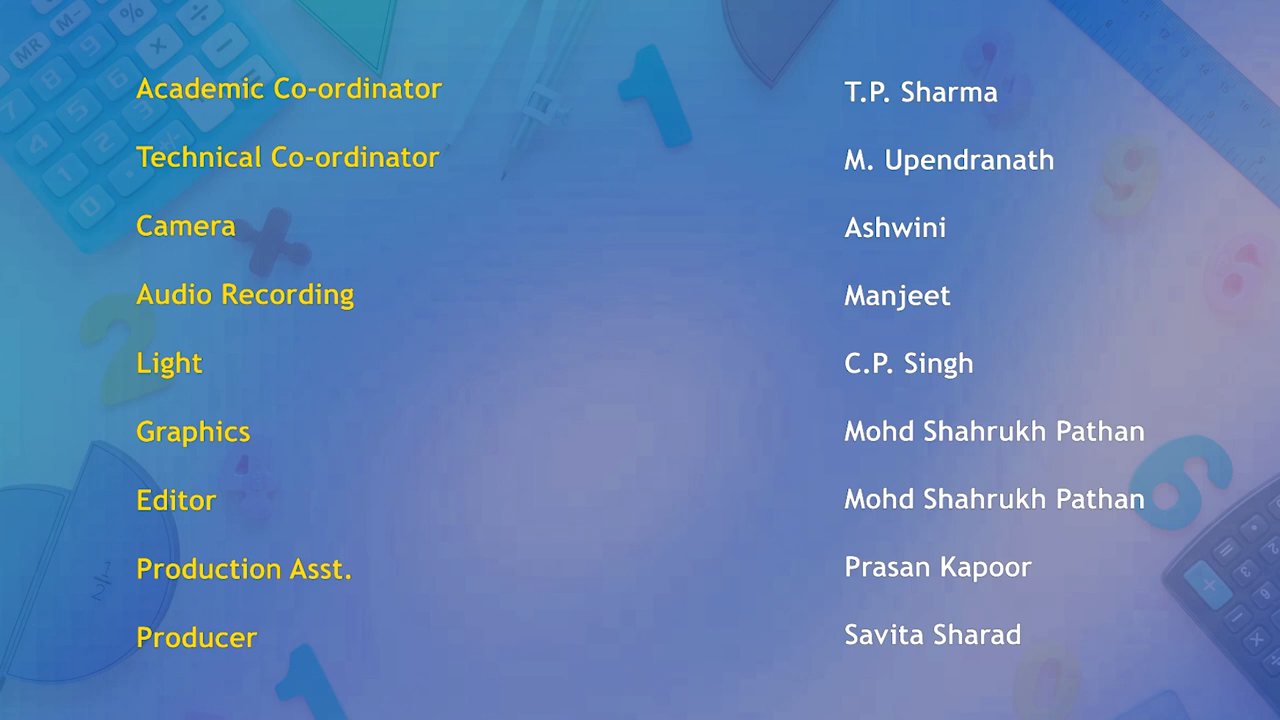 Academic Co-ordinator T.P. Sharma
Technical Co-ordinator M. Upendranath
Camera Ashwini
Audio Recording Manjeet
Light C.P. Singh
Graphics Mohd Shahrukh Pathan
Editor Mohd Shahrukh Pathan
Production Asst. Prasan Kapoor
Producer Savita Sharad